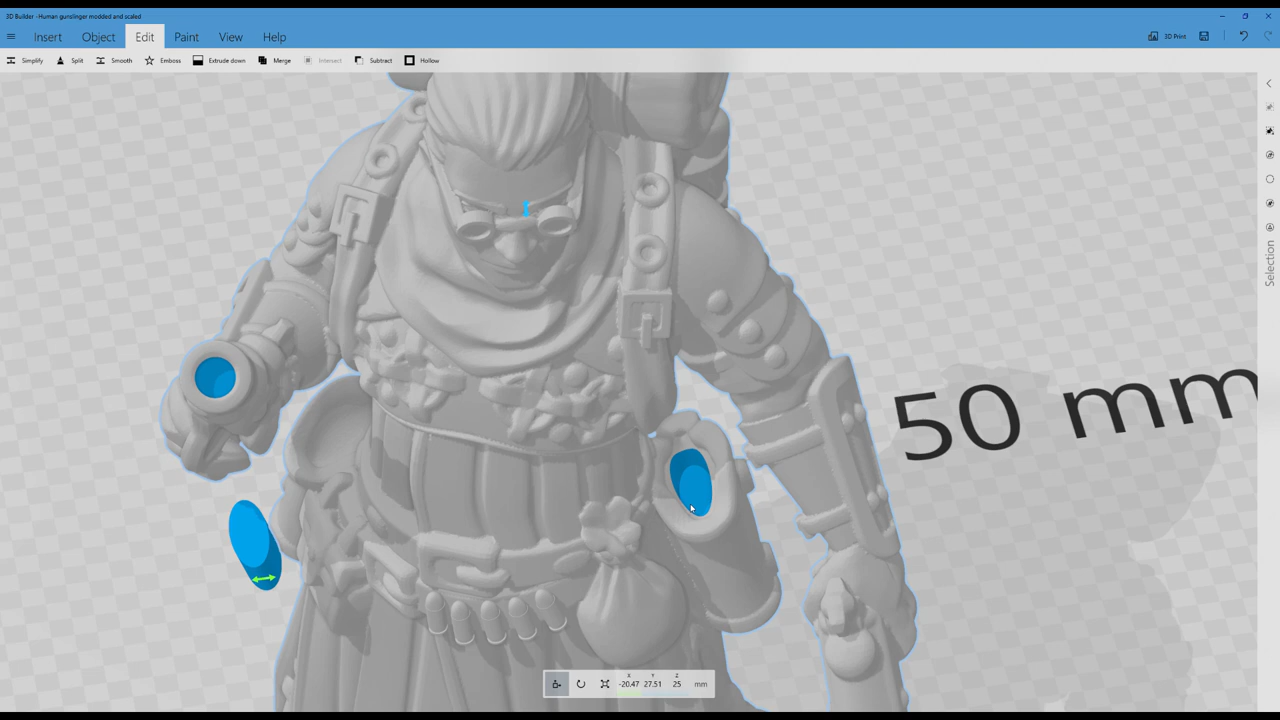 3D Builder -Human gunslinger modded and scaled
Insert Object Edit Paint View Help
3D Print
Simplify Split Smooth Emboss Extrude down Merge Intersect Subtract Hollow
Selection
50 mm
X Y Z
-20.47 27.51 25 mm